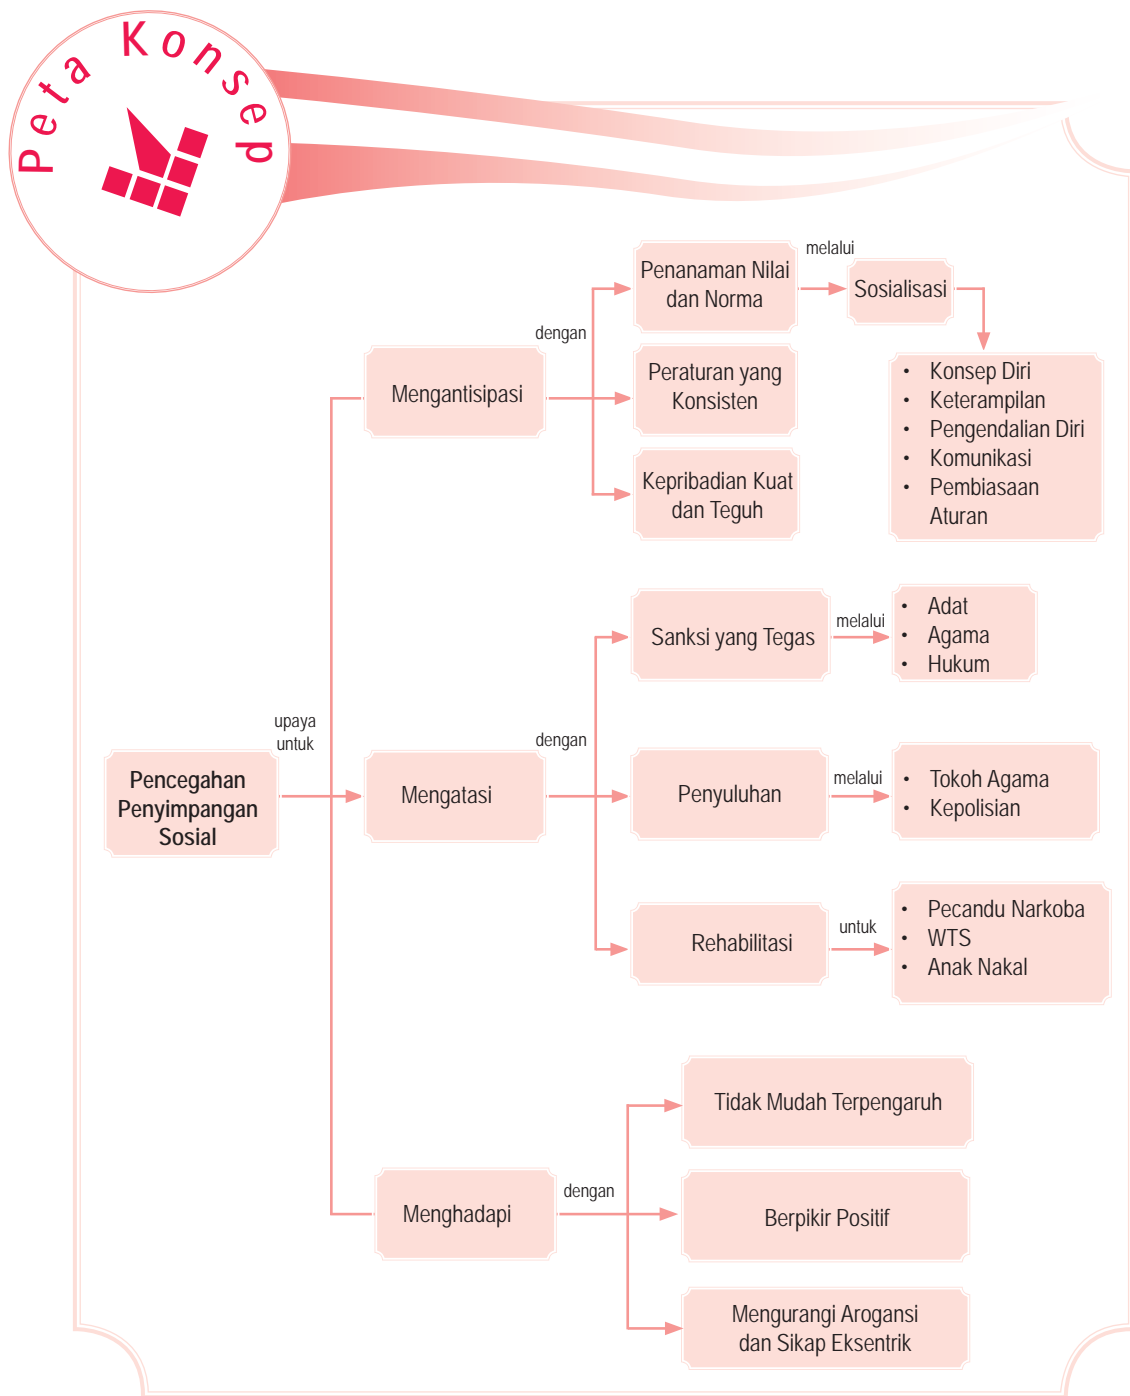 Peta Konsep
Pencegahan
Penyimpangan
Sosial
upaya
untuk
Mengantisipasi
dengan
Penanaman Nilai
dan Norma
melalui
Sosialisasi
• Konsep Diri
• Keterampilan
• Pengendalian Diri
• Komunikasi
• Pembiasaan
Aturan
Peraturan yang
Konsisten
Kepribadian Kuat
dan Teguh
Mengatasi
dengan
Sanksi yang Tegas
melalui
• Adat
• Agama
• Hukum
Penyuluhan
melalui
• Tokoh Agama
• Kepolisian
Rehabilitasi
untuk
• Pecandu Narkoba
• WTS
• Anak Nakal
Menghadapi
dengan
Tidak Mudah Terpengaruh
Berpikir Positif
Mengurangi Arogansi
dan Sikap Eksentrik